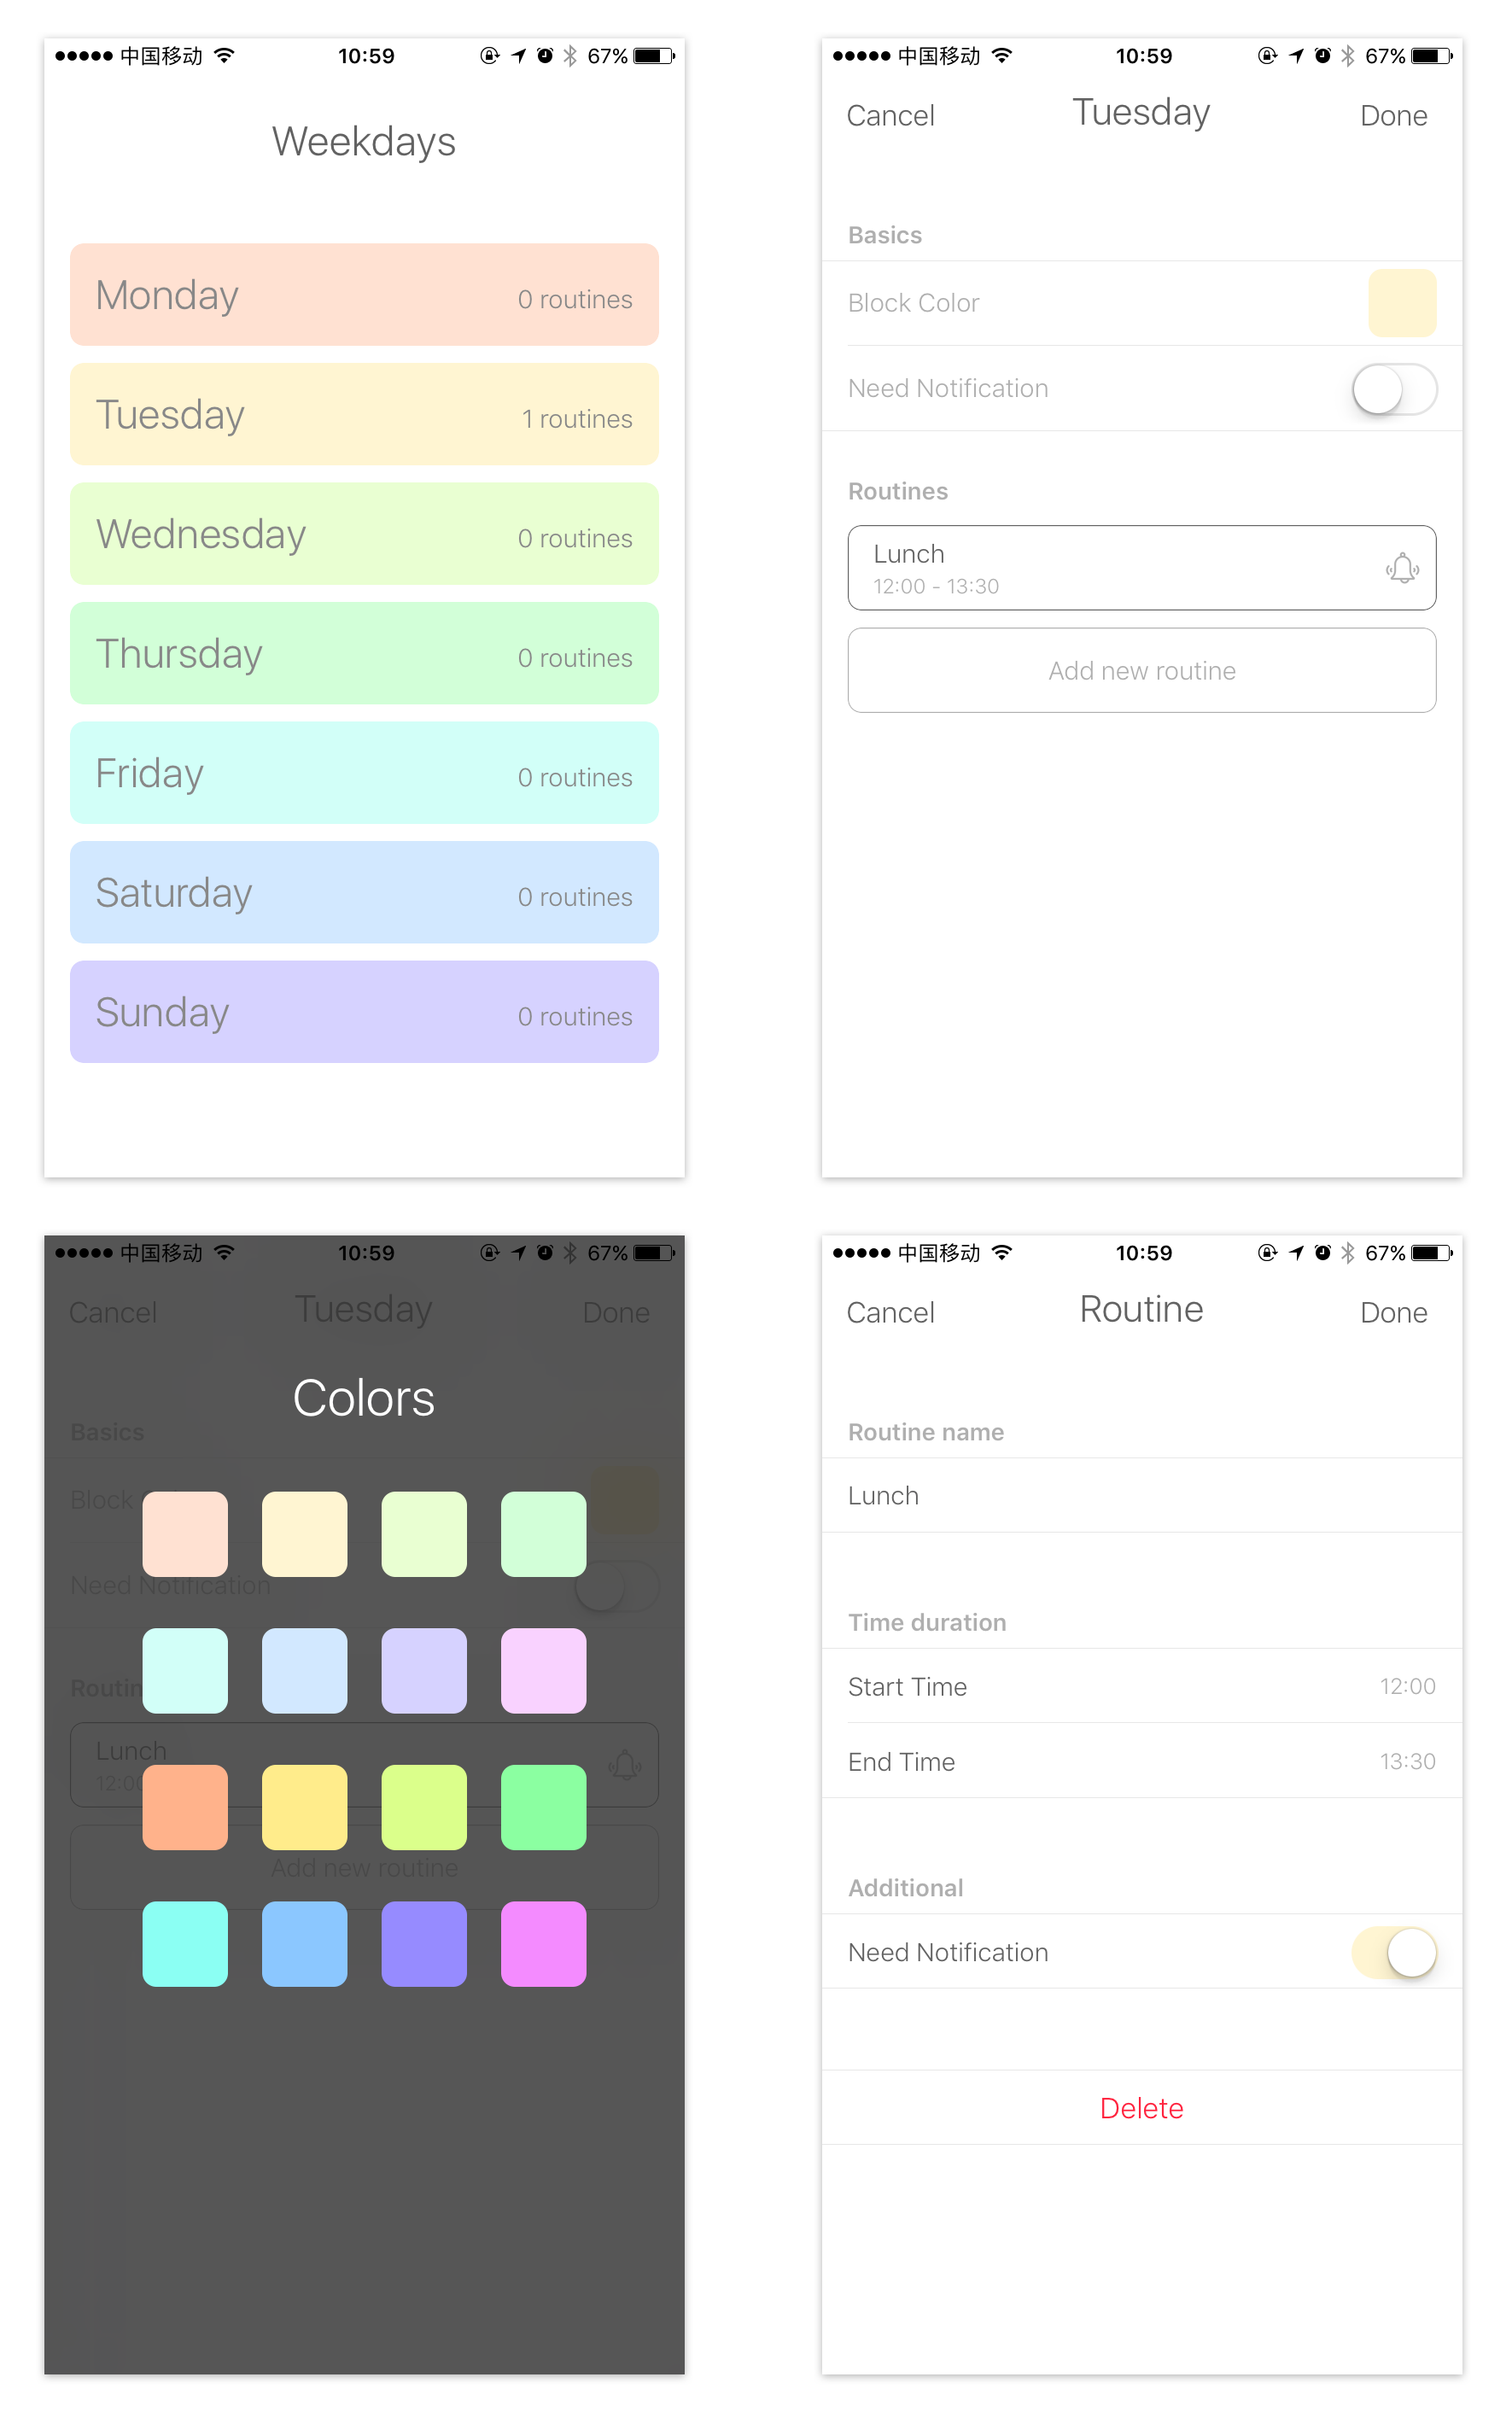 中国移动 10:59 67%
Weekdays
Monday 0 routines
Tuesday 1 routines
Wednesday 0 routines
Thursday 0 routines
Friday 0 routines
Saturday 0 routines
Sunday 0 routines
中国移动 10:59 67%
Cancel Tuesday Done
Basics
Block Color
Need Notification
Routines
Lunch
12:00 - 13:30
Add new routine
中国移动 10:59 67%
Cancel Tuesday Done
Colors
Basics
Block
Need Notification
Routin
Lunch
12:00
Add new routine
中国移动 10:59 67%
Cancel Routine Done
Routine name
Lunch
Time duration
Start Time 12:00
End Time 13:30
Additional
Need Notification
Delete